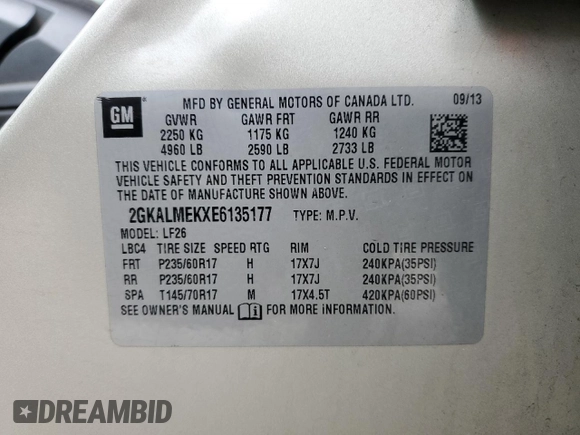 GM
MFD BY GENERAL MOTORS OF CANADA LTD. 09/13
GVWR GAWR FRT GAWR RR
2250 KG 1175 KG 1240 KG
4960 LB 2590 LB 2733 LB
THIS VEHICLE CONFORMS TO ALL APPLICABLE U.S. FEDERAL MOTOR
VEHICLE SAFETY AND THEFT PREVENTION STANDARDS IN EFFECT ON
THE DATE OF MANUFACTURE SHOWN ABOVE.
2GKALMEKXE6135177 TYPE: M.P.V.
MODEL: LF26
LBC4 TIRE SIZE SPEED RTG RIM COLD TIRE PRESSURE
FRT P235/60R17 H 17X7J 240KPA(35PSI)
RR P235/60R17 H 17X7J 240KPA(35PSI)
SPA T145/70R17 M 17X4.5T 420KPA(60PSI)
SEE OWNER'S MANUAL FOR MORE INFORMATION.
DREAMBID